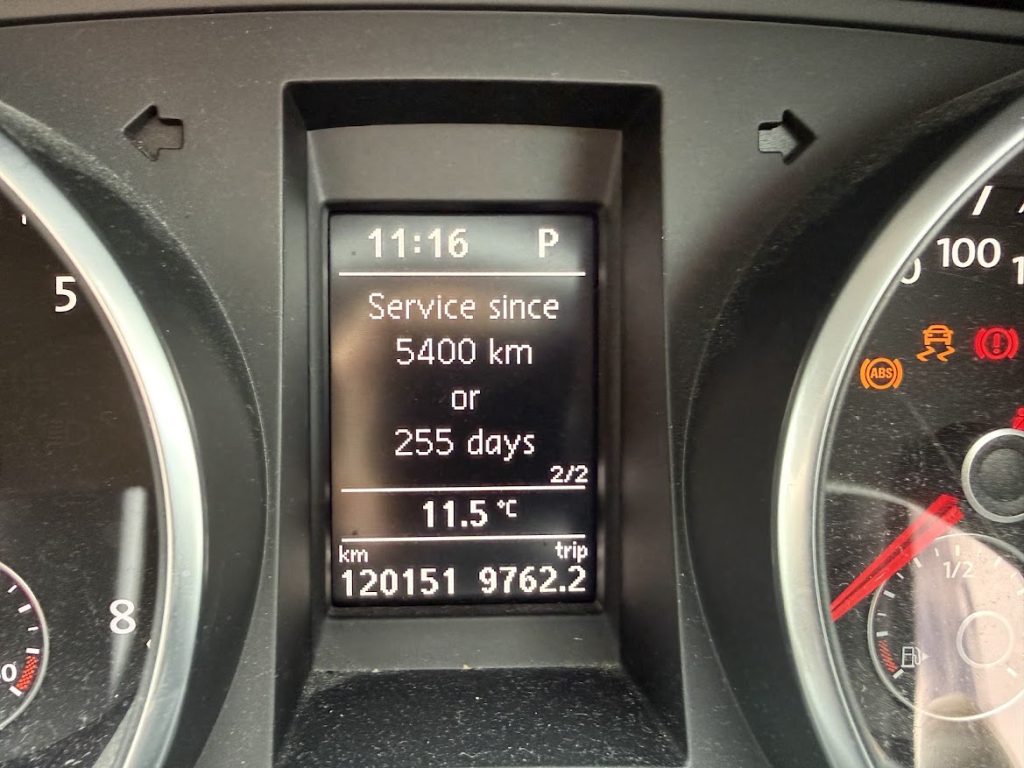 11:16 P
Service since
5400 km
or
255 days
2/2
11.5 °C
km trip
120151 9762.2
5
8
100
ABS
1/2